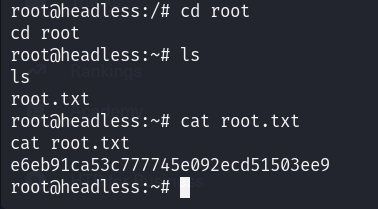 root@headless:/# cd root
cd root
root@headless:~# ls
ls
Rankings
root.txt
root@headless:~# cat root.txt
cat root.txt
e6eb91ca53c777745e092ecd51503ee9
root@headless:~#